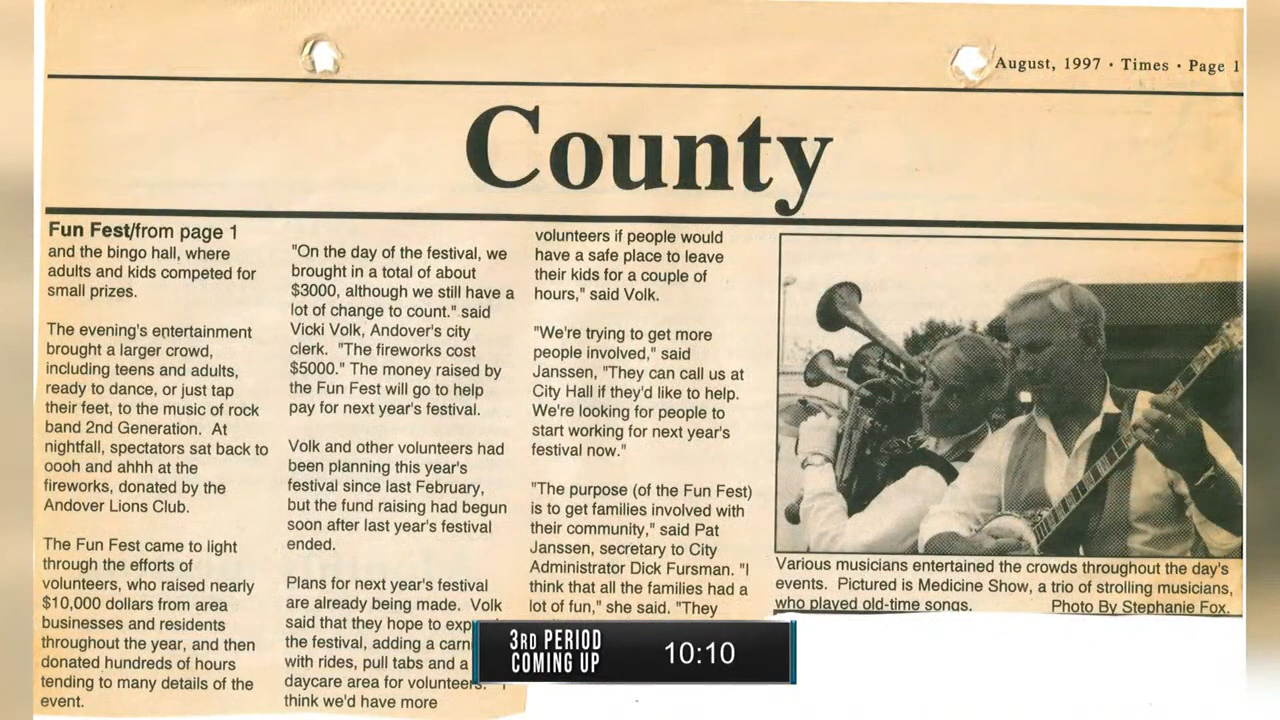 August, 1997 • Times • Page 1
County
Fun Fest/from page 1
and the bingo hall, where
adults and kids competed for
small prizes.
The evening's entertainment
brought a larger crowd,
including teens and adults,
ready to dance, or just tap
their feet, to the music of rock
band 2nd Generation. At
nightfall, spectators sat back to
oooh and ahhh at the
fireworks, donated by the
Andover Lions Club.
The Fun Fest came to light
through the efforts of
volunteers, who raised nearly
$10,000 dollars from area
businesses and residents
throughout the year, and then
donated hundreds of hours
tending to many details of the
event.
"On the day of the festival, we
brought in a total of about
$3000, although we still have a
lot of change to count." said
Vicki Volk, Andover's city
clerk. "The fireworks cost
$5000." The money raised by
the Fun Fest will go to help
pay for next year's festival.
Volk and other volunteers had
been planning this year's
festival since last February,
but the fund raising had begun
soon after last year's festival
ended.
Plans for next year's festival
are already being made. Volk
said that they hope to
the festival, adding a
with rides, pull tabs and a
daycare area for volunteers.
think we'd have more
volunteers if people would
have a safe place to leave
their kids for a couple of
hours," said Volk.
"We're trying to get more
people involved," said
Janssen, "They can call us at
City Hall if they'd like to help.
We're looking for people to
start working for next year's
festival now."
"The purpose (of the Fun Fest)
is to get families involved with
their community," said Pat
Janssen, secretary to City
Administrator Dick Fursman. "I
think that all the families had a
lot of fun," she said. "They
Various musicians entertained the crowds throughout the day's
events. Pictured is Medicine Show, a trio of strolling musicians,
who played old-time songs. Photo By Stephanie Fox.
3RD PERIOD
COMING UP
10:10